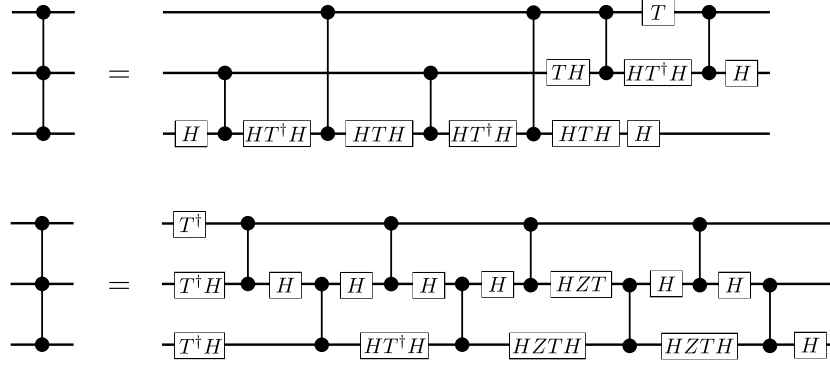 T
= TH HT†H H
H HT†H HTH HT†H HTH H
T†
= T†H H H H H HZT H H
T†H HT†H HZTH HZTH H